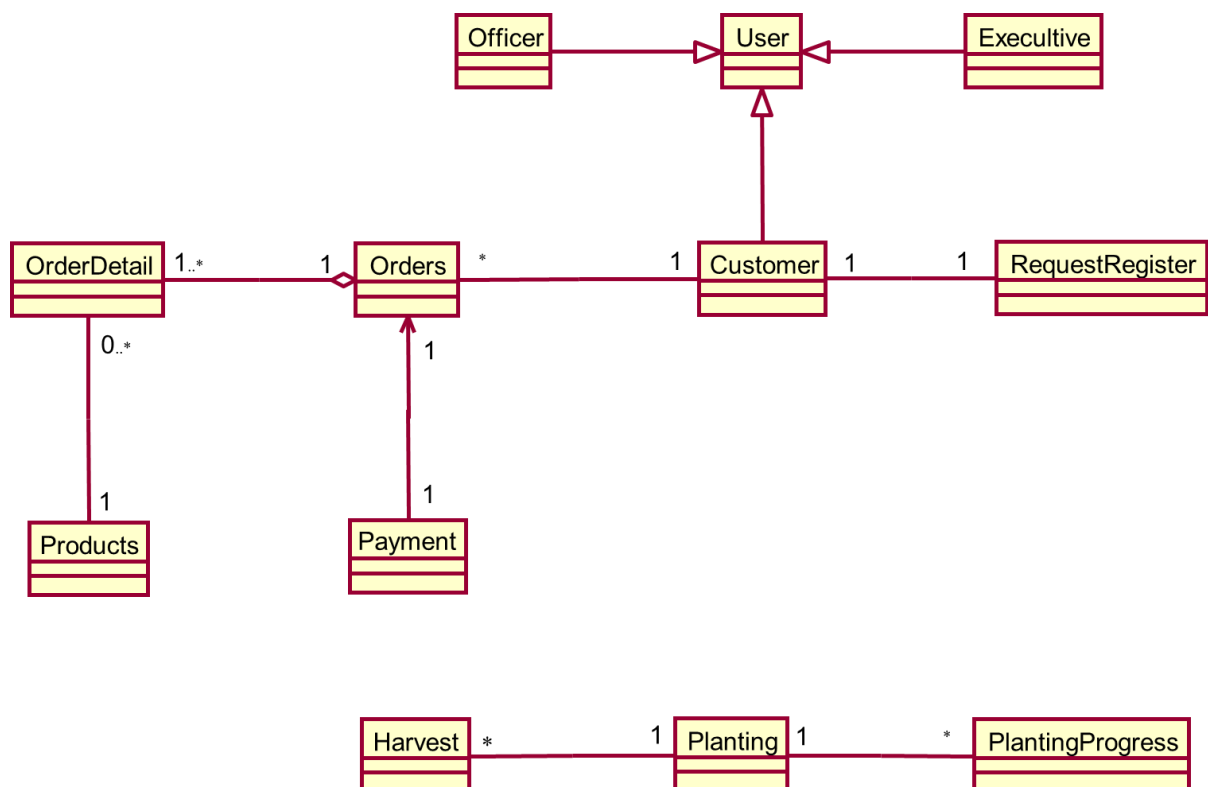 Officer
User
Execultive
OrderDetail
1..*
1
Orders
*
1
Customer
1
1
RequestRegister
0..*
1
1
1
Products
Payment
Harvest
*
1
Planting
1
*
PlantingProgress